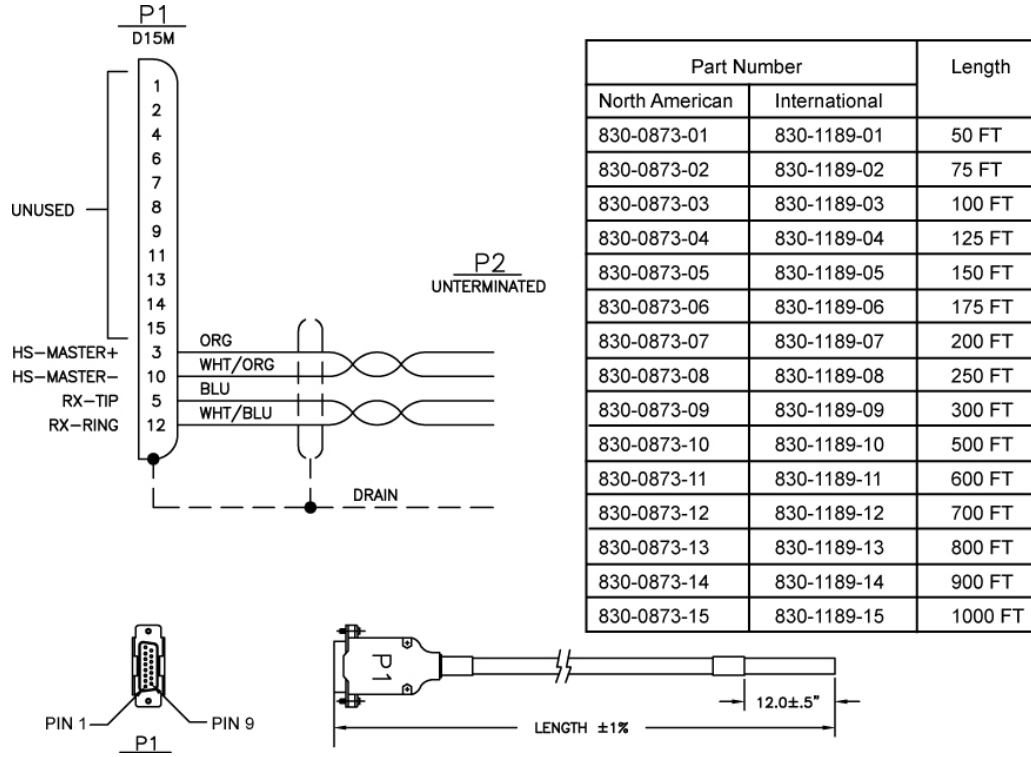 P1
D15M
1
2
4
6
7
8
9
11
13
14
15
3
10
5
12
UNUSED
HS-MASTER+
HS-MASTER-
RX-TIP
RX-RING
ORG
WHT/ORG
BLU
WHT/BLU
DRAIN
P2
UNTERMINATED
Part Number Length
North American International
830-0873-01 830-1189-01 50 FT
830-0873-02 830-1189-02 75 FT
830-0873-03 830-1189-03 100 FT
830-0873-04 830-1189-04 125 FT
830-0873-05 830-1189-05 150 FT
830-0873-06 830-1189-06 175 FT
830-0873-07 830-1189-07 200 FT
830-0873-08 830-1189-08 250 FT
830-0873-09 830-1189-09 300 FT
830-0873-10 830-1189-10 500 FT
830-0873-11 830-1189-11 600 FT
830-0873-12 830-1189-12 700 FT
830-0873-13 830-1189-13 800 FT
830-0873-14 830-1189-14 900 FT
830-0873-15 830-1189-15 1000 FT
PIN 1
PIN 9
P1
P1
12.0±.5"
LENGTH ±1%